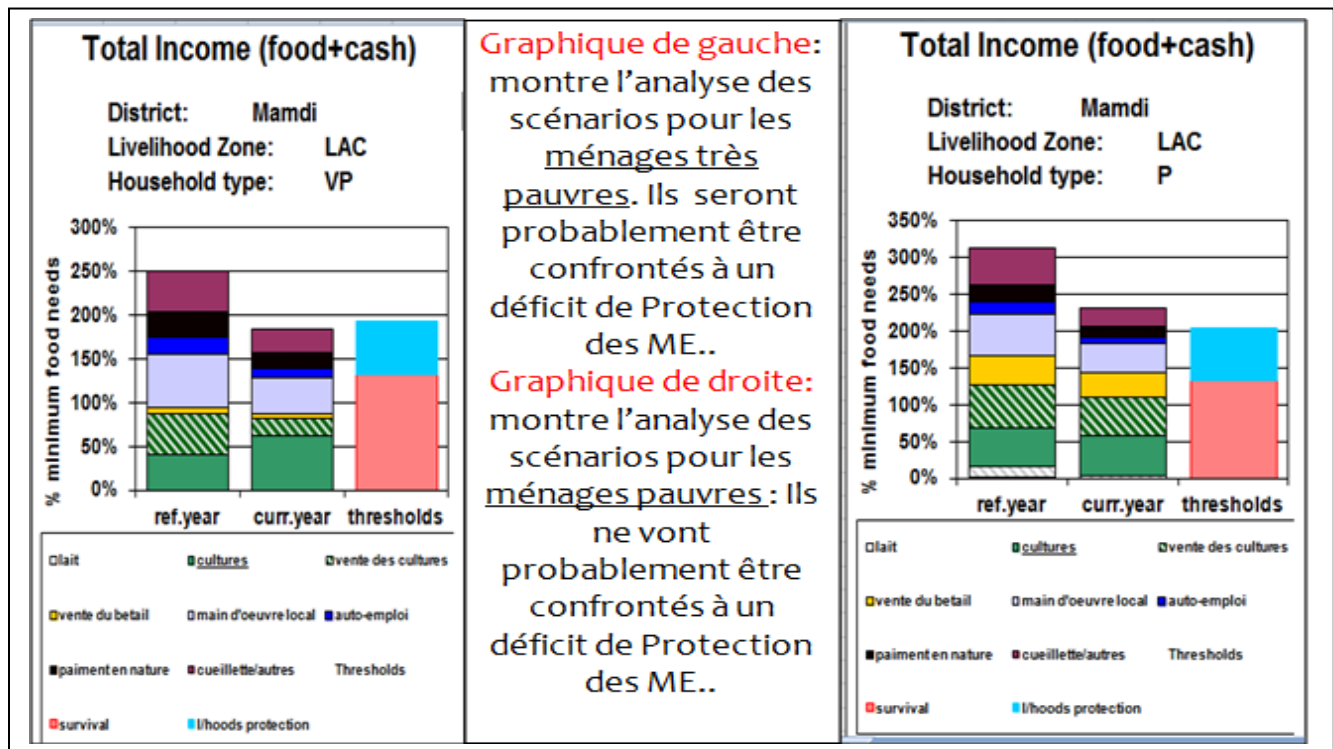 Total Income (food+cash)
District: Mamdi
Livelihood Zone: LAC
Household type: VP
300%
250%
200%
150%
100%
50%
0%
% minimum food needs
ref.year curr.year thresholds
lait cultures vente des cultures
vente du betail main d'oeuvre local auto-emploi
paiment en nature cueillette/autres Thresholds
survival l/hoods protection
Graphique de gauche:
montre l'analyse des
scénarios pour les
ménages très
pauvres. Ils seront
probablement être
confrontés à un
déficit de Protection
des ME..
Graphique de droite:
montre l'analyse des
scénarios pour les
ménages pauvres : Ils
ne vont
probablement être
confrontés à un
déficit de Protection
des ME..
Total Income (food+cash)
District: Mamdi
Livelihood Zone: LAC
Household type: P
350%
300%
250%
200%
150%
100%
50%
0%
% minimum food needs
ref.year curr.year thresholds
lait cultures vente des cultures
vente du betail main d'oeuvre local auto-emploi
paiment en nature cueillette/autres Thresholds
survival l/hoods protection